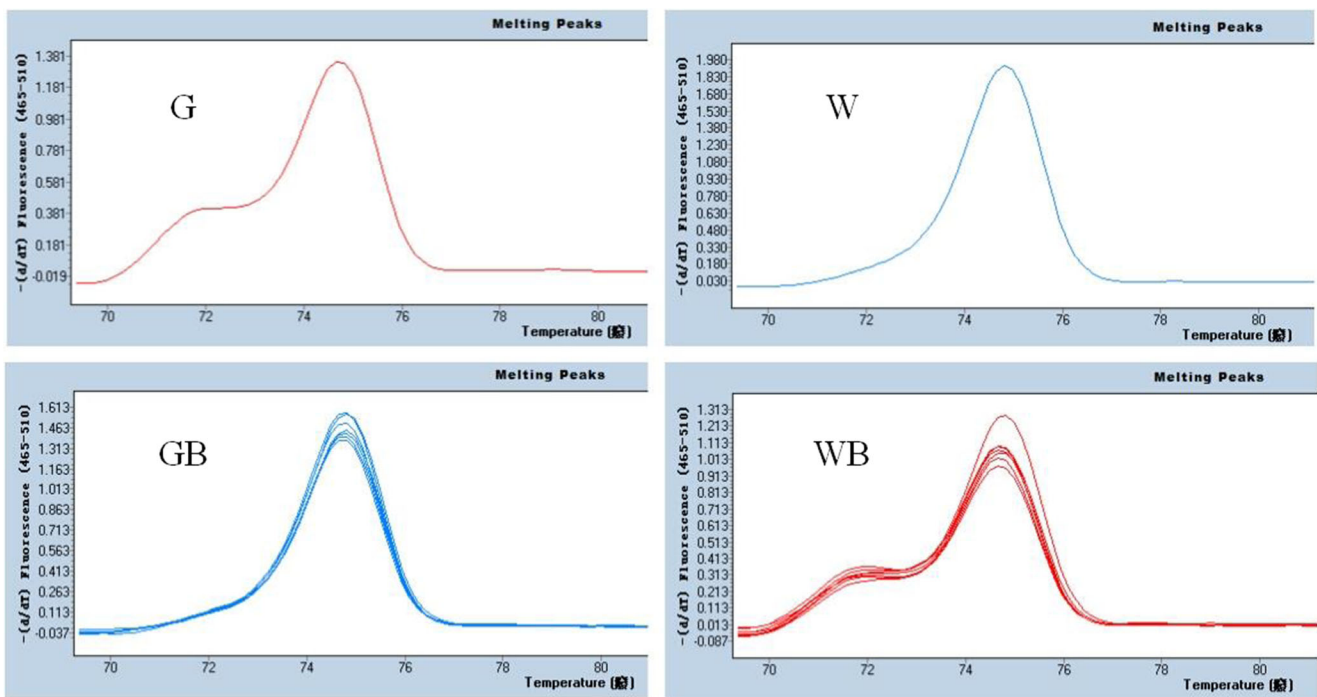 Melting Peaks
-(d/dT) Fluorescence (465-510)
1.381
1.181
0.981
0.781
0.581
0.381
0.181
-0.019
G
70 72 74 76 78 80
Temperature (癈)
Melting Peaks
-(d/dT) Fluorescence (465-510)
1.980
1.830
1.680
1.530
1.380
1.230
1.080
0.930
0.780
0.630
0.480
0.330
0.180
0.030
W
70 72 74 76 78 80
Temperature (癈)
Melting Peaks
-(d/dT) Fluorescence (465-510)
1.613
1.463
1.313
1.163
1.013
0.863
0.713
0.563
0.413
0.263
0.113
-0.037
GB
70 72 74 76 78 80
Temperature (癈)
Melting Peaks
-(d/dT) Fluorescence (465-510)
1.313
1.213
1.113
1.013
0.913
0.813
0.713
0.613
0.513
0.413
0.313
0.213
0.113
0.013
-0.087
WB
70 72 74 76 78 80
Temperature (癈)